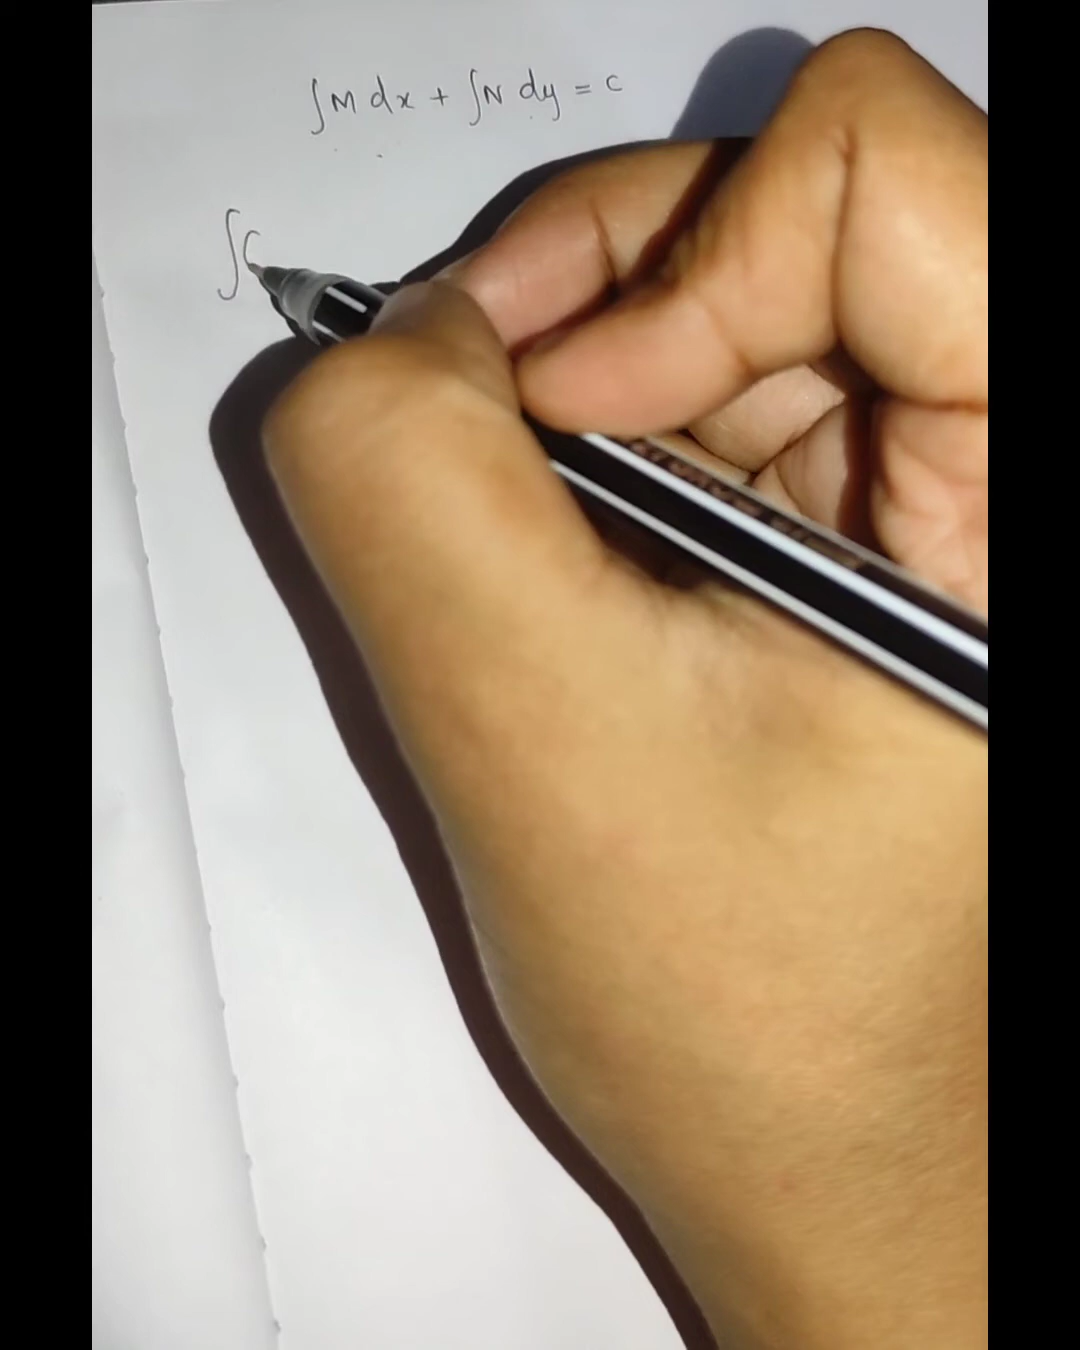 ∫M dx + ∫N dy = c
∫(